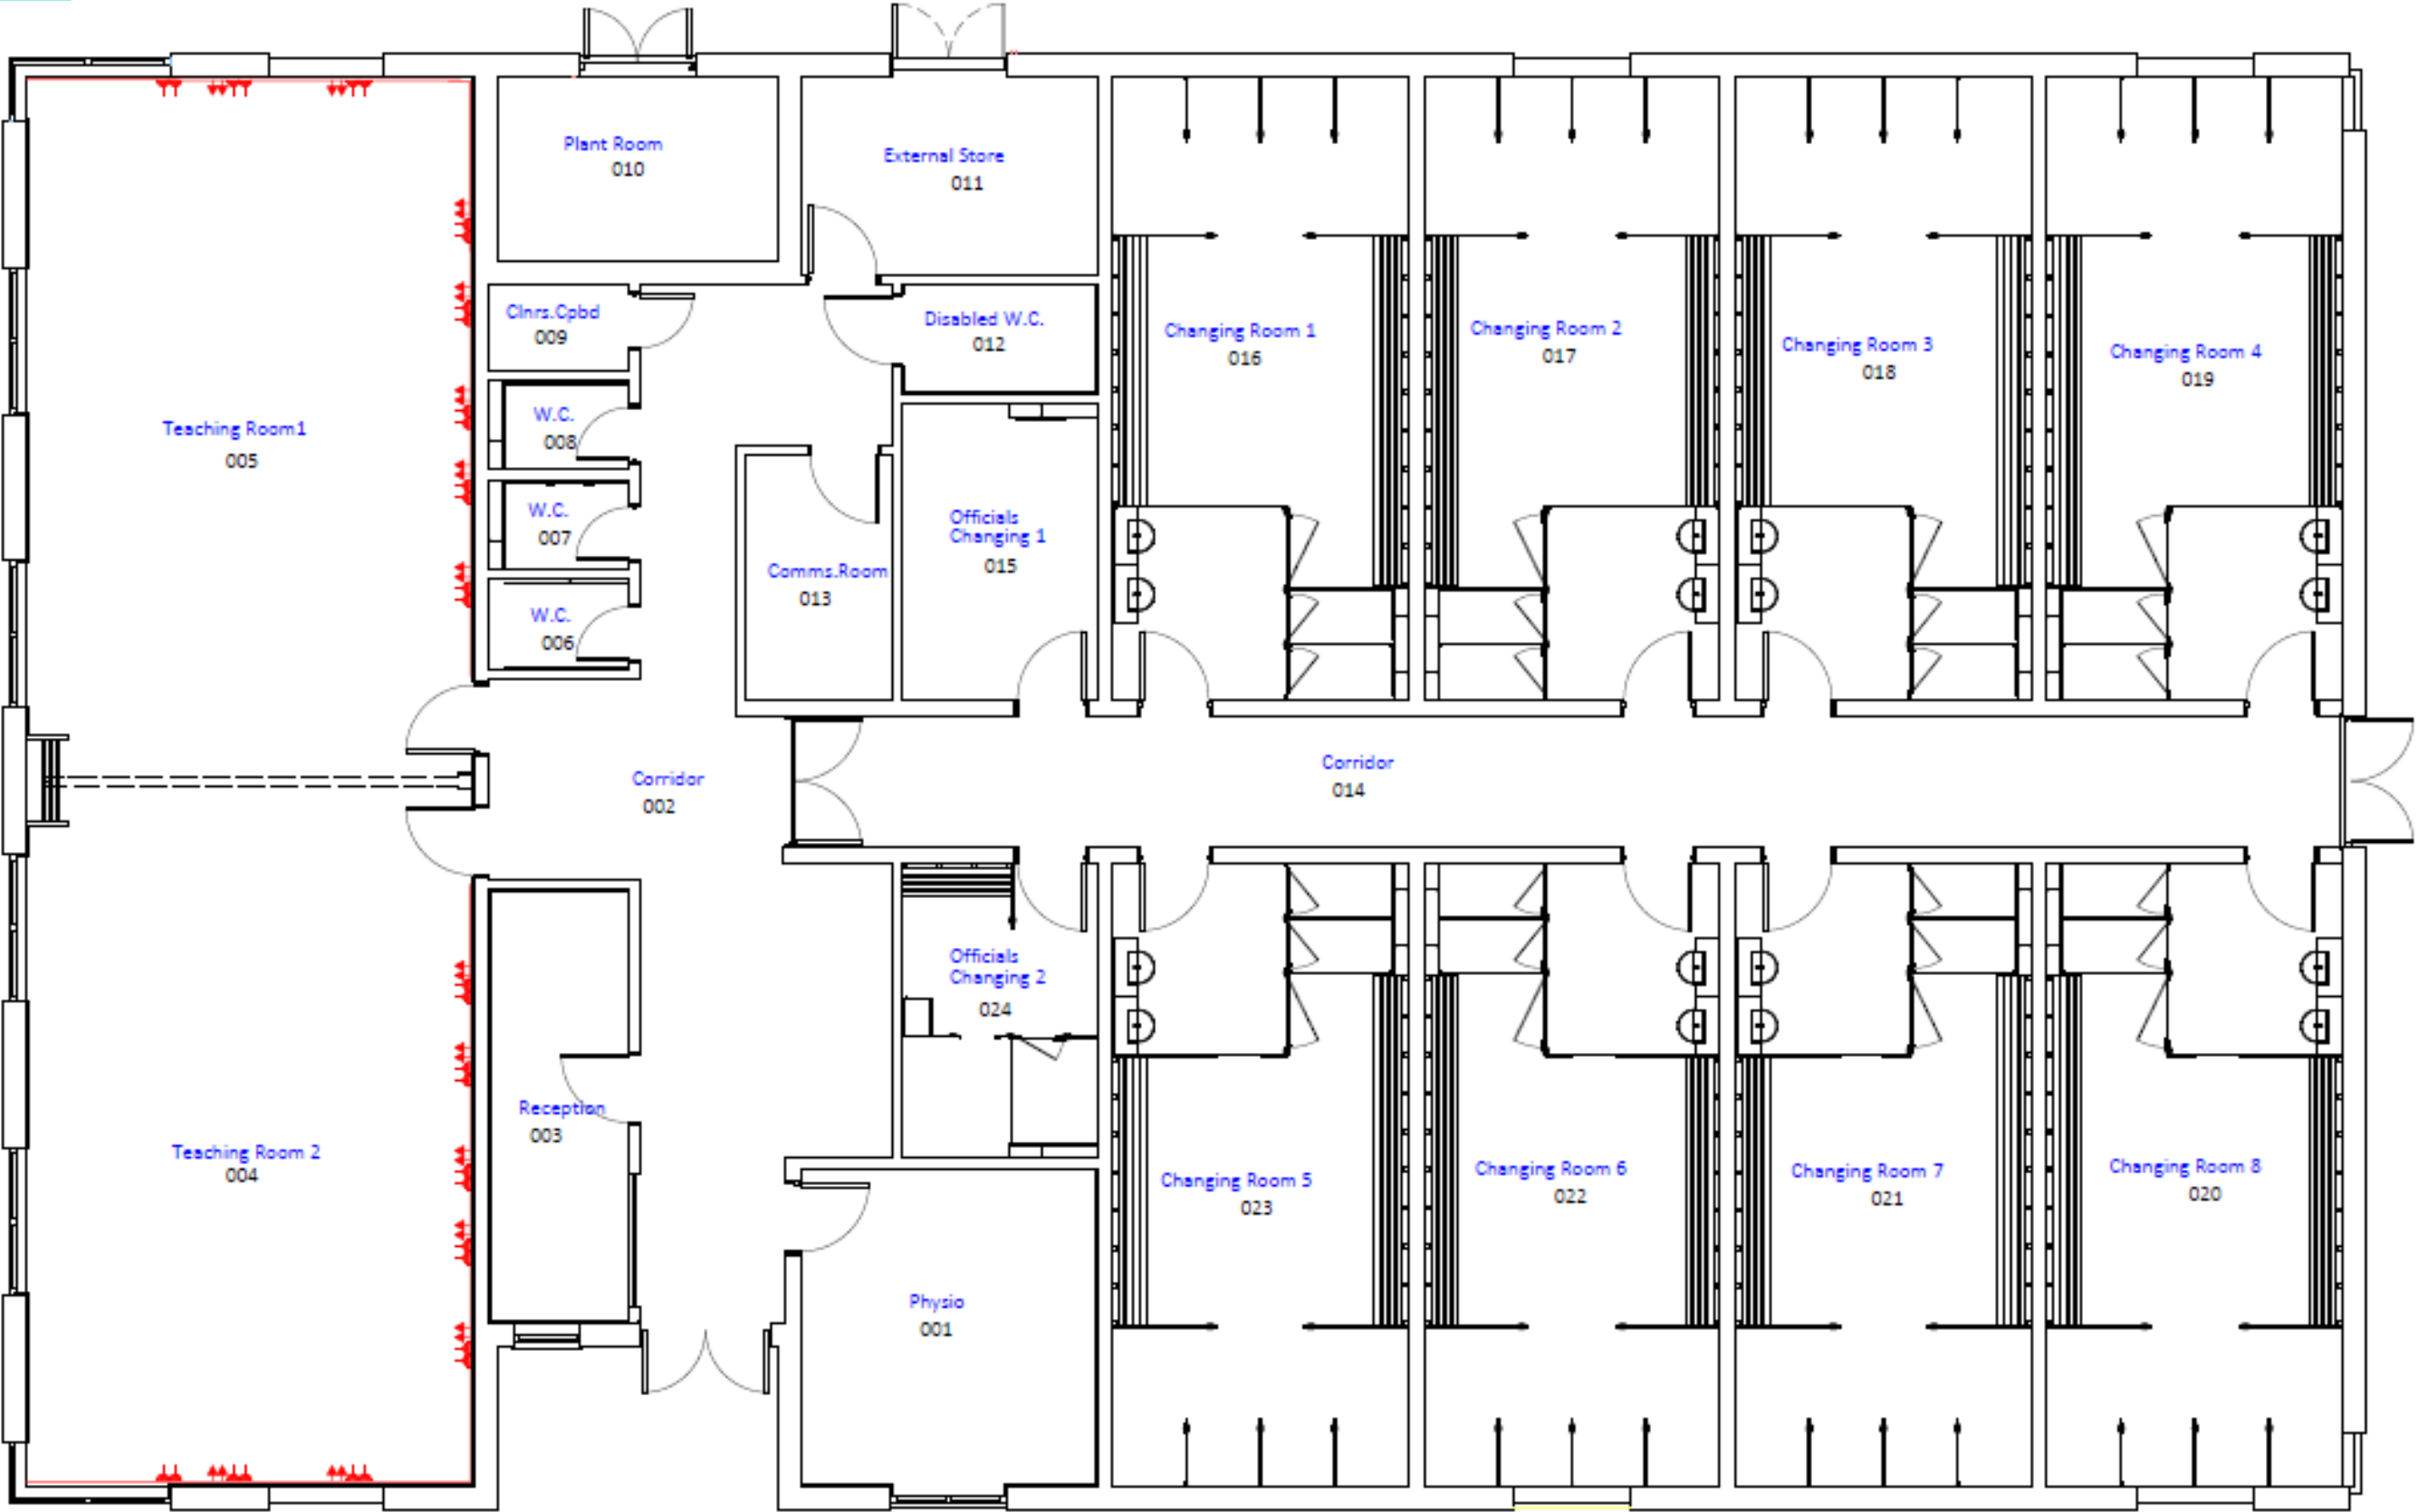 Plant Room
010
External Store
011
Clnrs.Cpbd
009
Disabled W.C.
012
Changing Room 1
016
Changing Room 2
017
Changing Room 3
018
Changing Room 4
019
W.C.
008
Teaching Room1
005
W.C.
007
Officials
Changing 1
015
Comms.Room
013
W.C.
006
Corridor
002
Corridor
014
Officials
Changing 2
024
Reception
003
Teaching Room 2
004
Changing Room 5
023
Changing Room 6
022
Changing Room 7
021
Changing Room 8
020
Physio
001